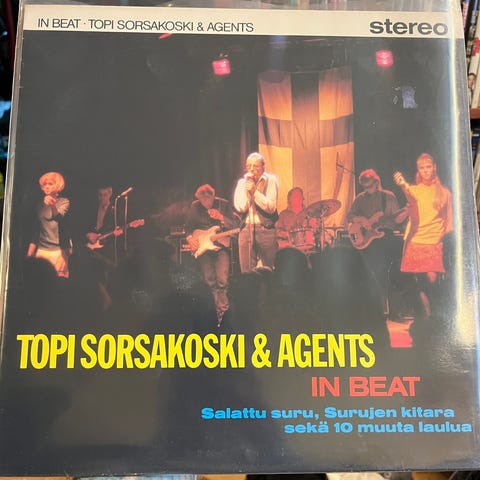 IN BEAT · TOPI SORSAKOSKI & AGENTS
stereo
TOPI SORSAKOSKI & AGENTS
IN BEAT
Salattu suru, Surujen kitara
sekä 10 muuta laulua